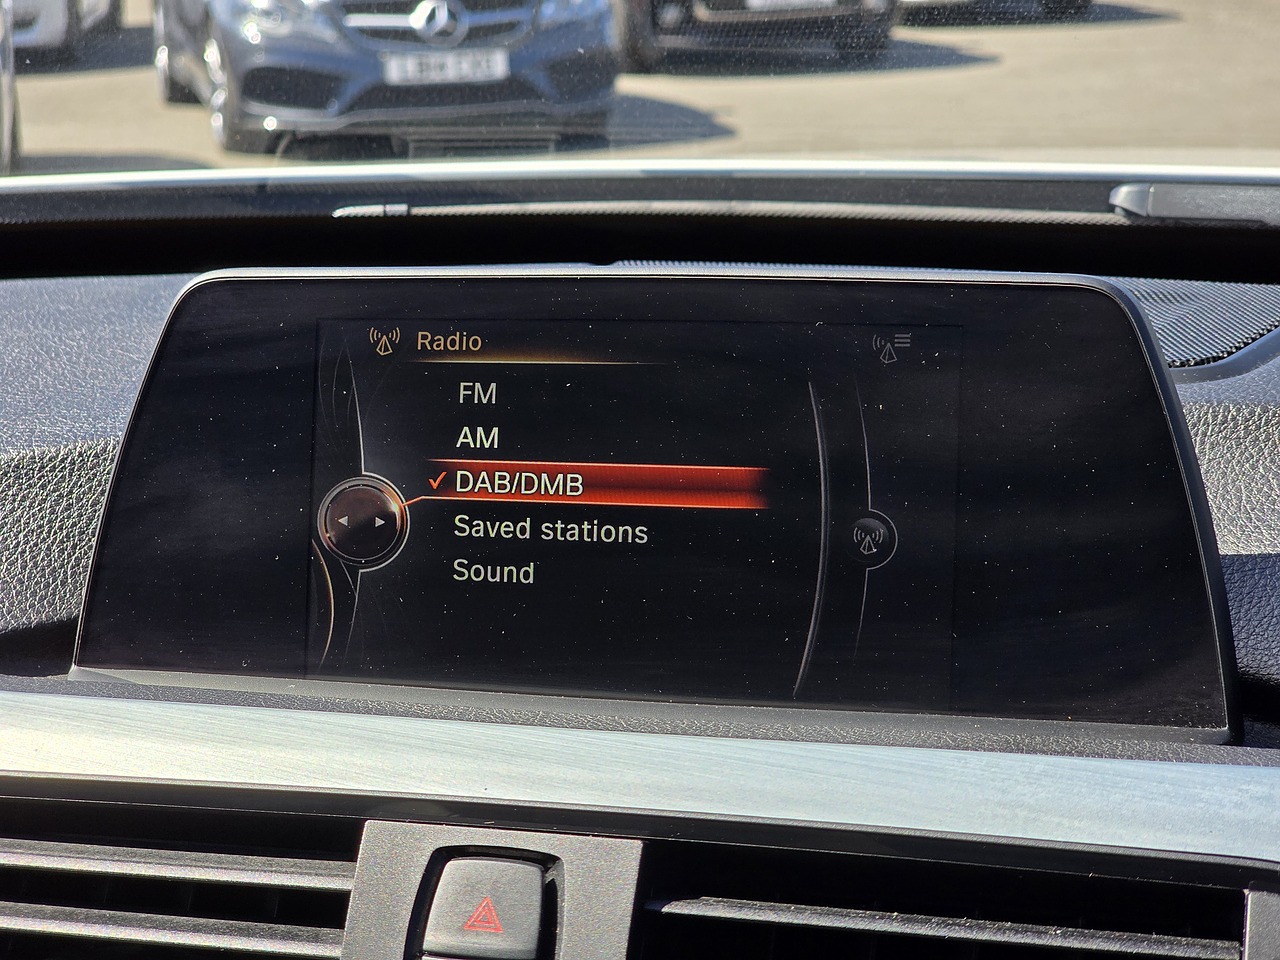 Radio
FM
AM
DAB/DMB
Saved stations
Sound